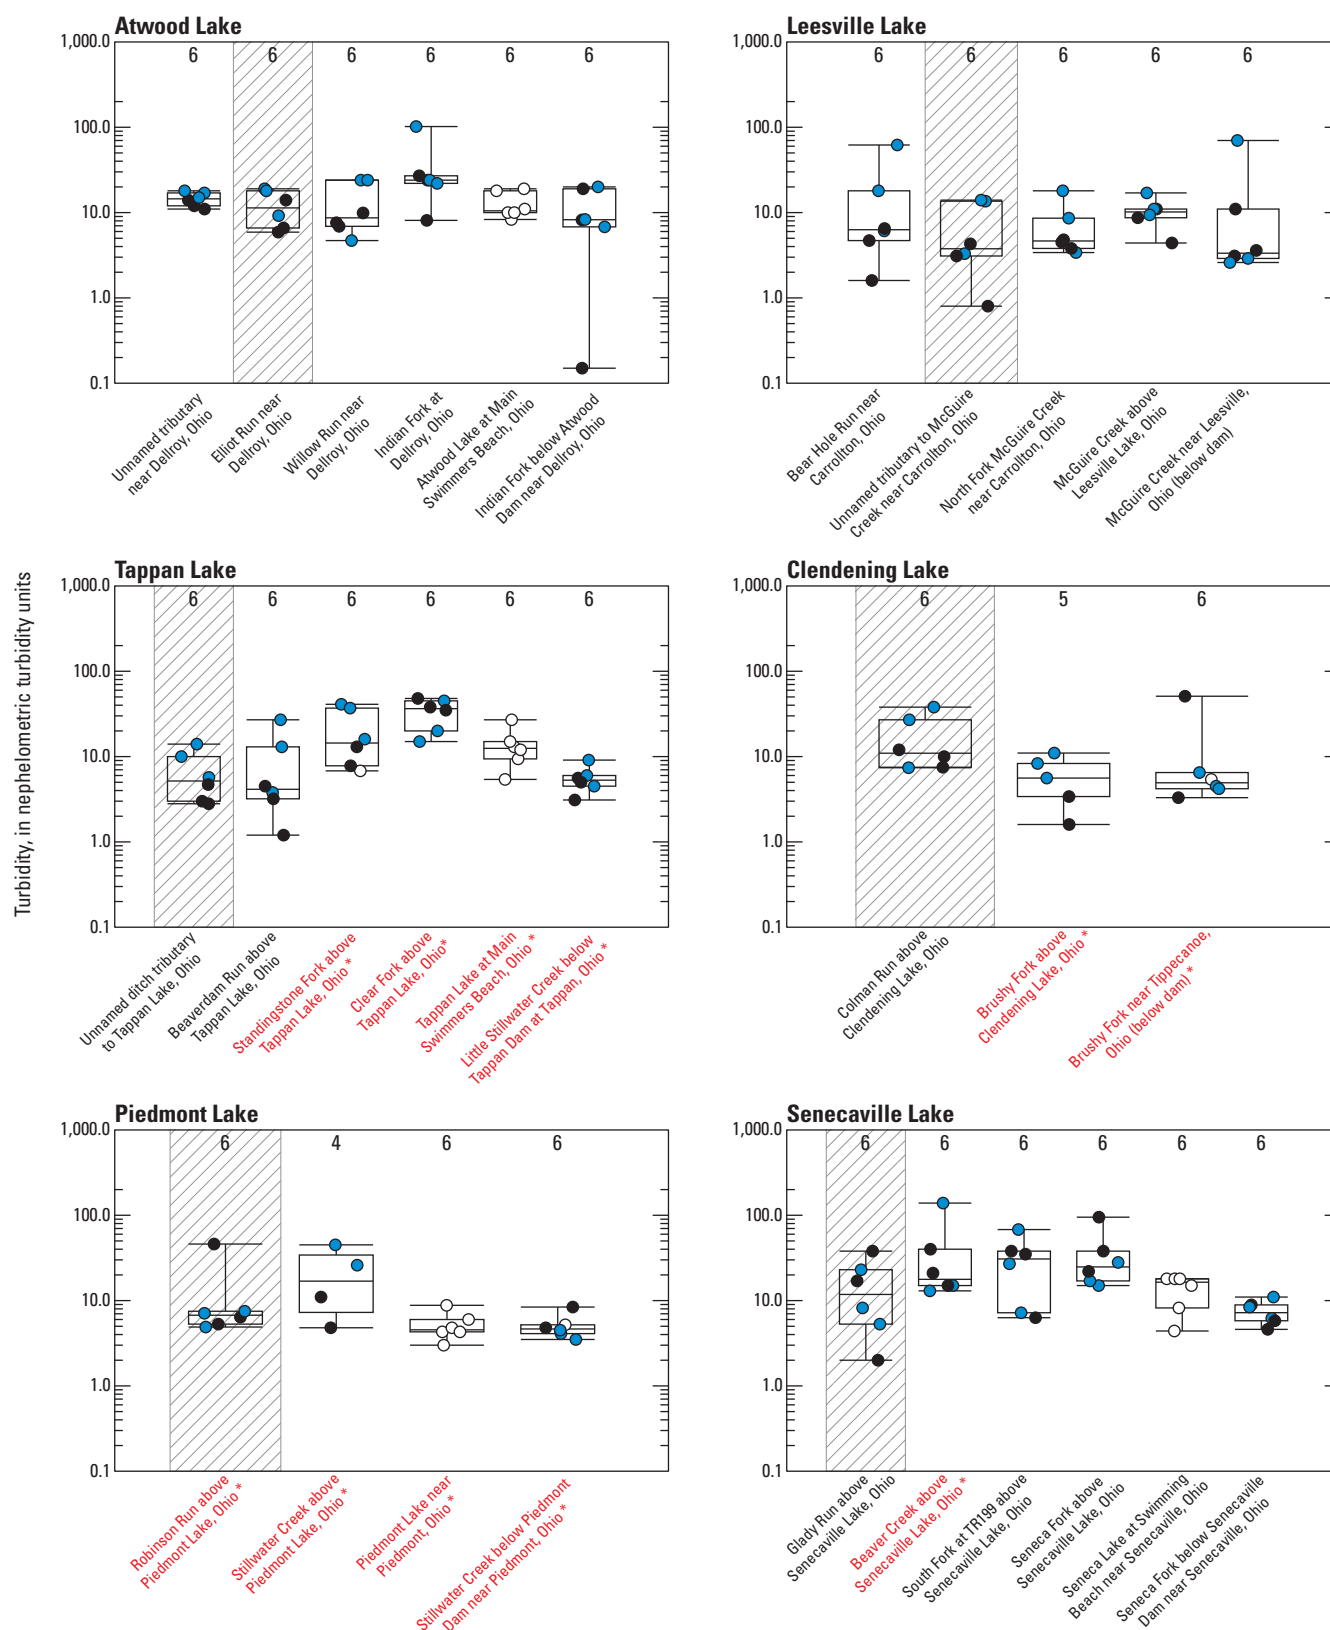 Turbidity, in nephelometric turbidity units
Atwood Lake
1,000.0
100.0
10.0
1.0
0.1
6 6 6 6 6 6
Unnamed tributary
near Dellroy, Ohio
Elliot Run near
Dellroy, Ohio
Willow Run near
Dellroy, Ohio
Indian Fork at
Dellroy, Ohio
Atwood Lake at Main
Swimmers Beach, Ohio
Indian Fork below Atwood
Dam near Dellroy, Ohio
Leesville Lake
1,000.0
100.0
10.0
1.0
0.1
6 6 6 6 6
Bear Hole Run near
Carrollton, Ohio
Unnamed tributary to McGuire
Creek near Carrollton, Ohio
North Fork McGuire Creek
near Carrollton, Ohio
McGuire Creek above
Leesville Lake, Ohio
McGuire Creek near Leesville,
Ohio (below dam)
Tappan Lake
1,000.0
100.0
10.0
1.0
0.1
6 6 6 6 6 6
Unnamed ditch tributary
to Tappan Lake, Ohio
Beaverdam Run above
Tappan Lake, Ohio
Standingstone Fork above
Tappan Lake, Ohio *
Clear Fork above
Tappan Lake, Ohio*
Tappan Lake at Main
Swimmers Beach, Ohio *
Little Stillwater Creek below
Tappan Dam at Tappan, Ohio *
Clendening Lake
1,000.0
100.0
10.0
1.0
0.1
6 5 6
Colman Run above
Clendening Lake, Ohio
Brushy Fork above
Clendening Lake, Ohio *
Brushy Fork near Tippecanoe,
Ohio (below dam) *
Piedmont Lake
1,000.0
100.0
10.0
1.0
0.1
6 4 6 6
Robinson Run above
Piedmont Lake, Ohio *
Stillwater Creek above
Piedmont Lake, Ohio *
Piedmont Lake near
Piedmont, Ohio *
Stillwater Creek below Piedmont
Dam near Piedmont, Ohio *
Senecaville Lake
1,000.0
100.0
10.0
1.0
0.1
6 6 6 6 6 6
Glady Run above
Senecaville Lake, Ohio
Beaver Creek above
Senecaville Lake, Ohio *
South Fork at TR199 above
Senecaville Lake, Ohio
Seneca Fork above
Senecaville Lake, Ohio
Seneca Lake at Swimming
Beach near Senecaville, Ohio
Seneca Fork below Senecaville
Dam near Senecaville, Ohio